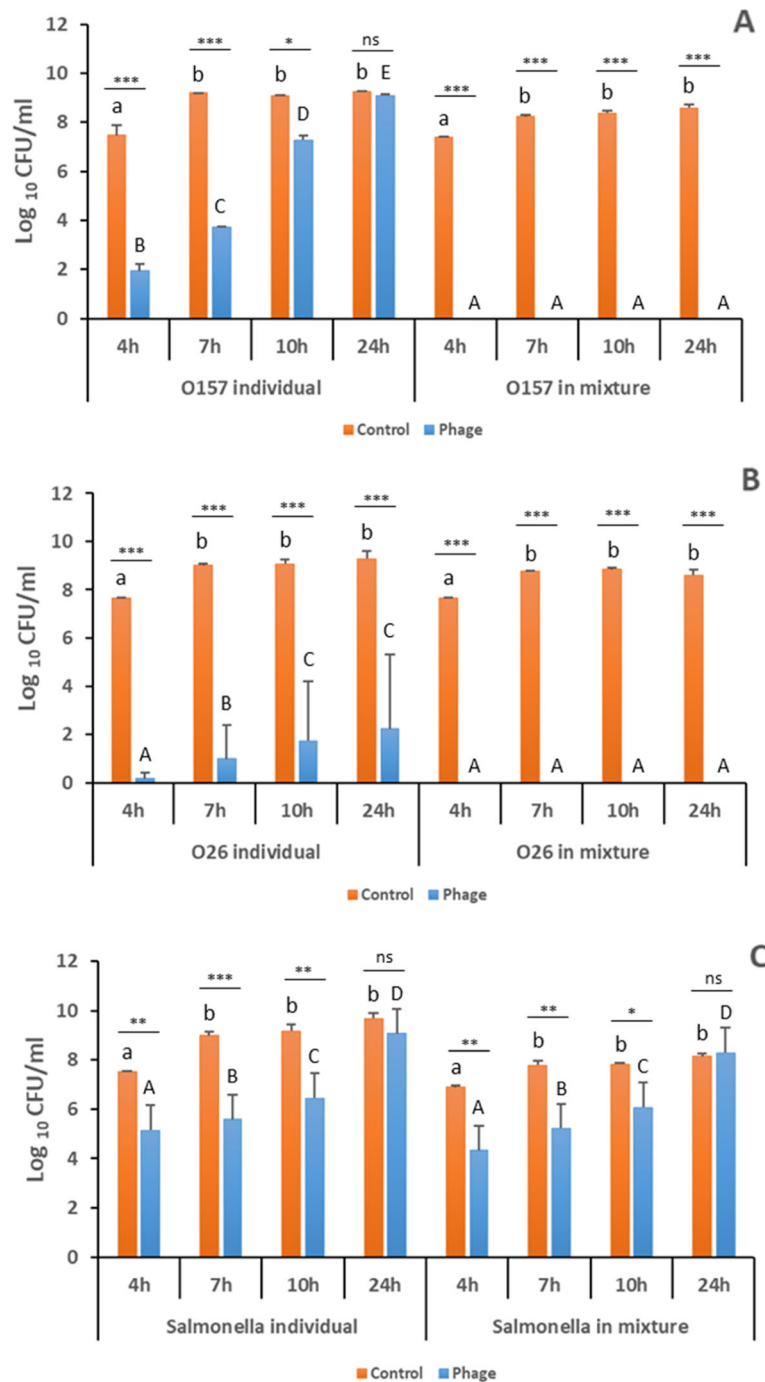 A
*** *** * ns *** *** *** ***
a B b C b D b E a A b A b A b A
Log 10 CFU/ml
12
10
8
6
4
2
0
4h 7h 10h 24h 4h 7h 10h 24h
O157 individual O157 in mixture
Control Phage
B
*** *** *** *** *** *** *** ***
a A b B b C b C a A b A b A b A
Log 10 CFU/ml
12
10
8
6
4
2
0
4h 7h 10h 24h 4h 7h 10h 24h
O26 individual O26 in mixture
Control Phage
C
** *** ** ns ** ** * ns
a A b B b C b D a A b B b C b D
Log 10 CFU/ml
12
10
8
6
4
2
0
4h 7h 10h 24h 4h 7h 10h 24h
Salmonella individual Salmonella in mixture
Control Phage